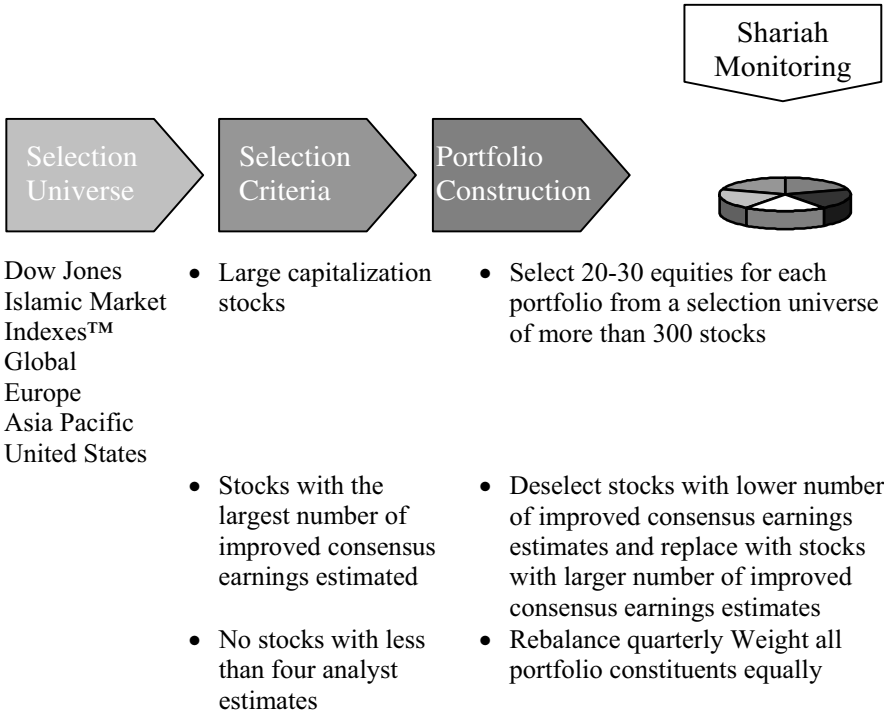 Shariah
Monitoring
Selection
Universe
Selection
Criteria
Portfolio
Construction
Dow Jones
Islamic Market
Indexes™
Global
Europe
Asia Pacific
United States
• Large capitalization
stocks
• Select 20-30 equities for each
portfolio from a selection universe
of more than 300 stocks
• Stocks with the
largest number of
improved consensus
earnings estimated
• Deselect stocks with lower number
of improved consensus earnings
estimates and replace with stocks
with larger number of improved
consensus earnings estimates
• No stocks with less
than four analyst
estimates
• Rebalance quarterly Weight all
portfolio constituents equally